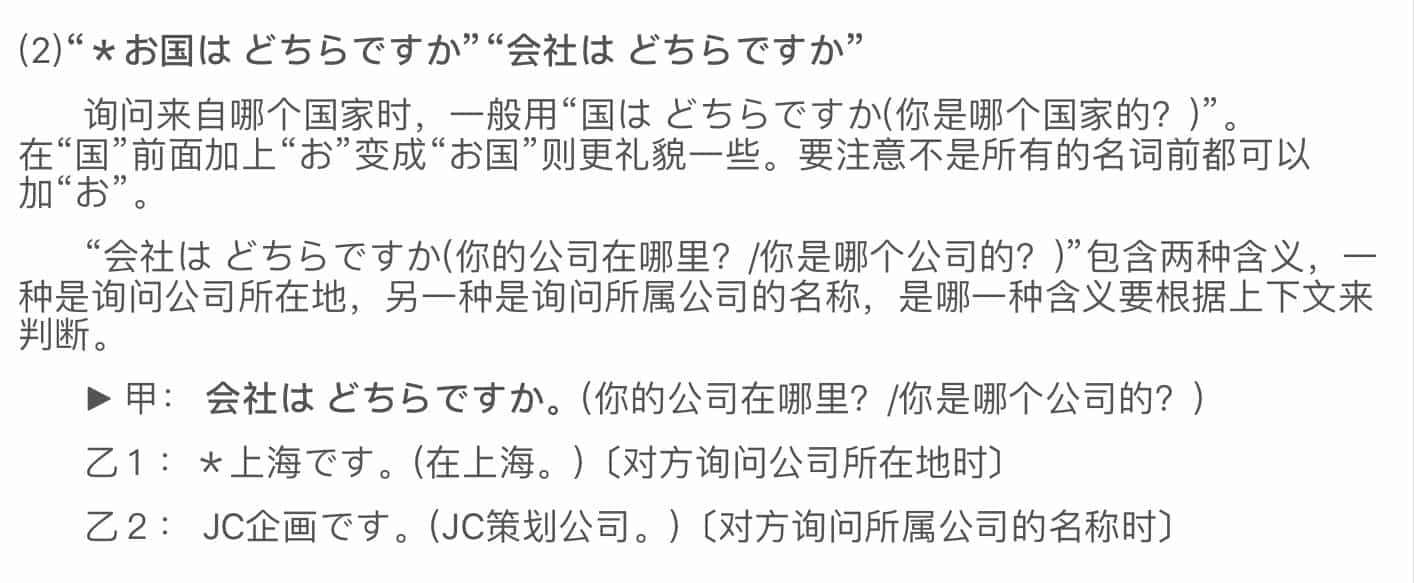 (2)“＊お国は どちらですか”“会社は どちらですか”
询问来自哪个国家时，一般用“国は どちらですか(你是哪个国家的？)”。
在“国”前面加上“お”变成“お国”则更礼貌一些。要注意不是所有的名词前都可以
加“お”。
“会社は どちらですか(你的公司在哪里？/你是哪个公司的？)”包含两种含义，一
种是询问公司所在地，另一种是询问所属公司的名称，是哪一种含义要根据上下文来
判断。
▶ 甲： 会社は どちらですか。(你的公司在哪里？/你是哪个公司的？)
乙１： ＊上海です。(在上海。)〔对方询问公司所在地时〕
乙２： JC企画です。(JC策划公司。)〔对方询问所属公司的名称时〕